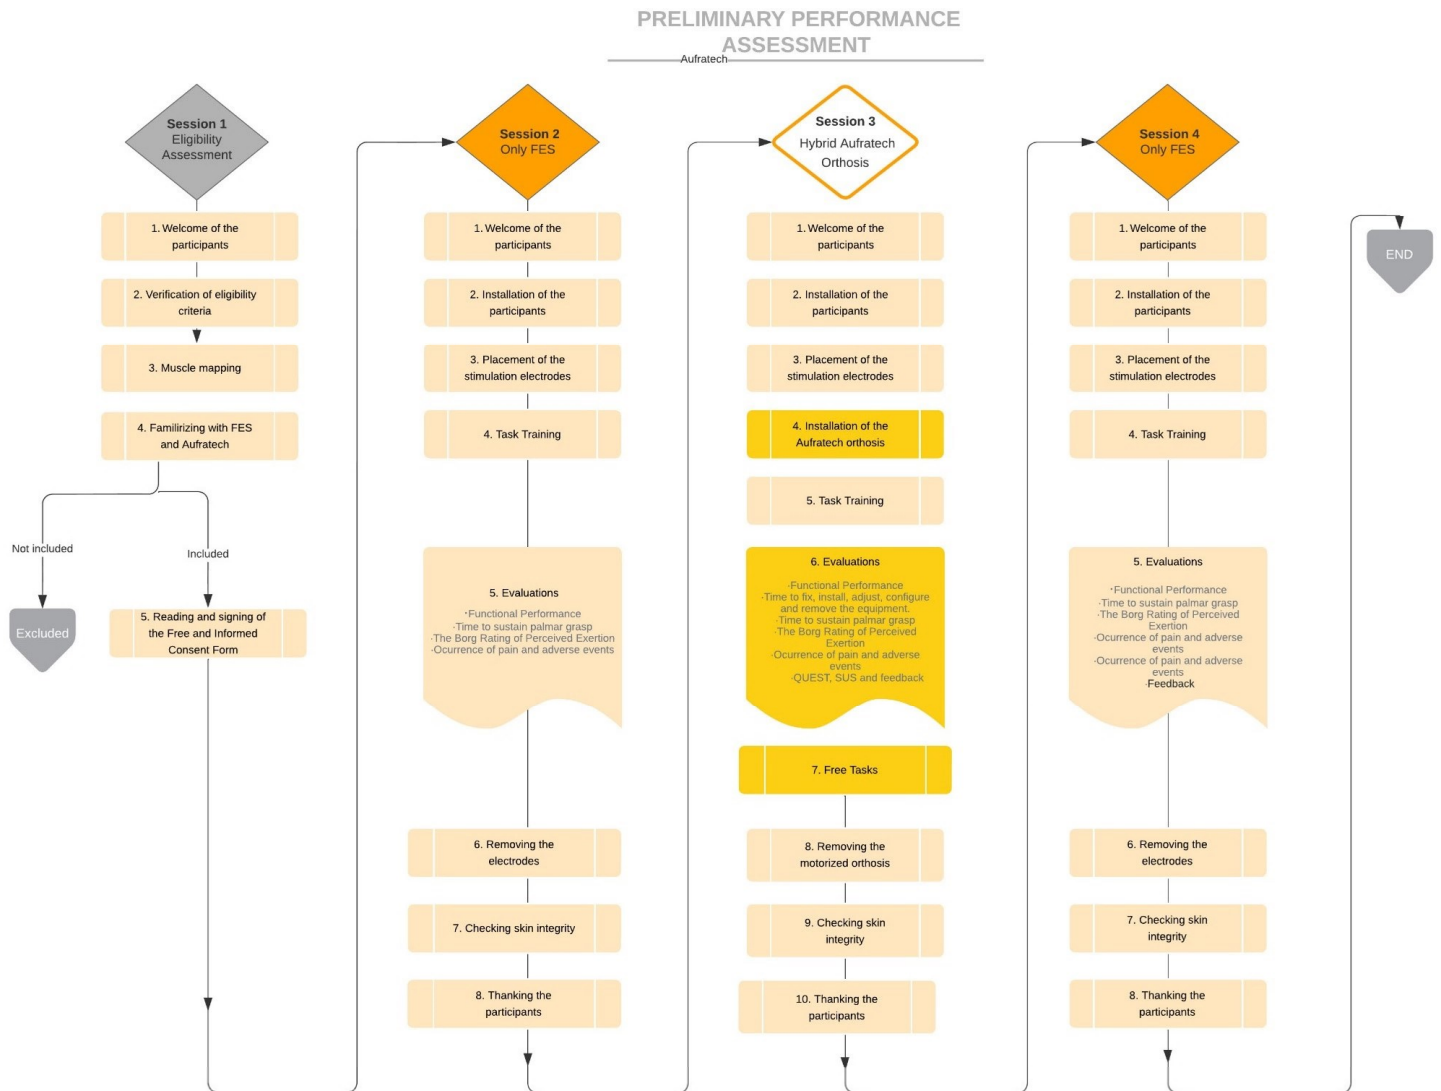 PRELIMINARY PERFORMANCE
ASSESSMENT
Aufratech
Session 1
Eligibility
Assessment
1. Welcome of the
participants
2. Verification of eligibility
criteria
3. Muscle mapping
4. Familirizing with FES
and Aufratech
Not included
Included
Excluded
5. Reading and signing of
the Free and Informed
Consent Form
Session 2
Only FES
1. Welcome of the
participants
2. Installation of the
participants
3. Placement of the
stimulation electrodes
4. Task Training
5. Evaluations
·Functional Performance
·Time to sustain palmar grasp
·The Borg Rating of Perceived Exertion
·Ocurrence of pain and adverse events
6. Removing the
electrodes
7. Checking skin integrity
8. Thanking the
participants
Session 3
Hybrid Aufratech
Orthosis
1. Welcome of the
participants
2. Installation of the
participants
3. Placement of the
stimulation electrodes
4. Installation of the
Aufratech orthosis
5. Task Training
6. Evaluations
·Functional Performance
·Time to fix, install, adjust, configure
and remove the equipment.
·Time to sustain palmar grasp
·The Borg Rating of Perceived
Exertion
·Ocurrence of pain and adverse
events
·QUEST, SUS and feedback
7. Free Tasks
8. Removing the
motorized orthosis
9. Checking skin
integrity
10. Thanking the
participants
Session 4
Only FES
1. Welcome of the
participants
2. Installation of the
participants
3. Placement of the
stimulation electrodes
4. Task Training
5. Evaluations
·Functional Performance
·Time to sustain palmar grasp
·The Borg Rating of Perceived
Exertion
·Ocurrence of pain and adverse
events
·Ocurrence of pain and adverse
events
·Feedback
6. Removing the
electrodes
7. Checking skin
integrity
8. Thanking the
participants
END